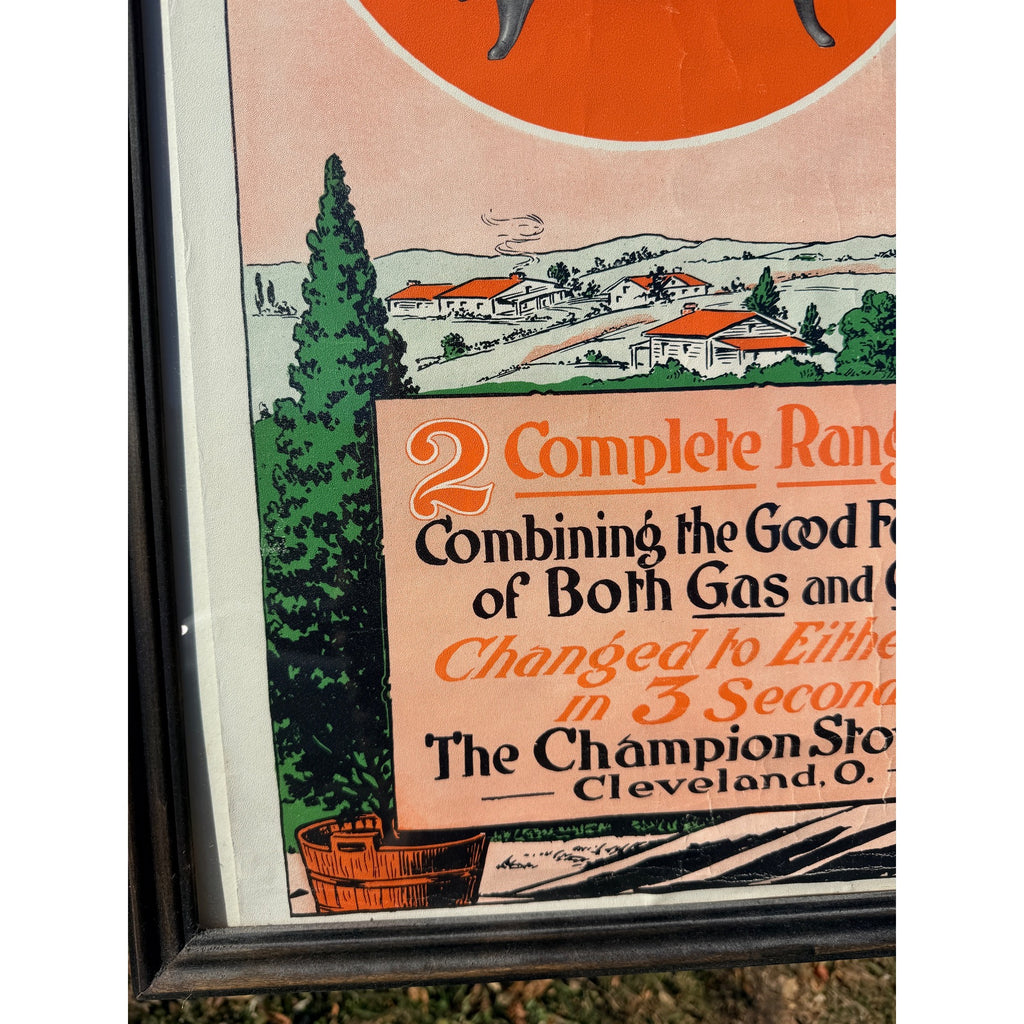 2 Complete Rang
Combining the Good Fe
of Both Gas and
Changed to Eithe
in 3 Second
The Champion Sto
Cleveland, O.